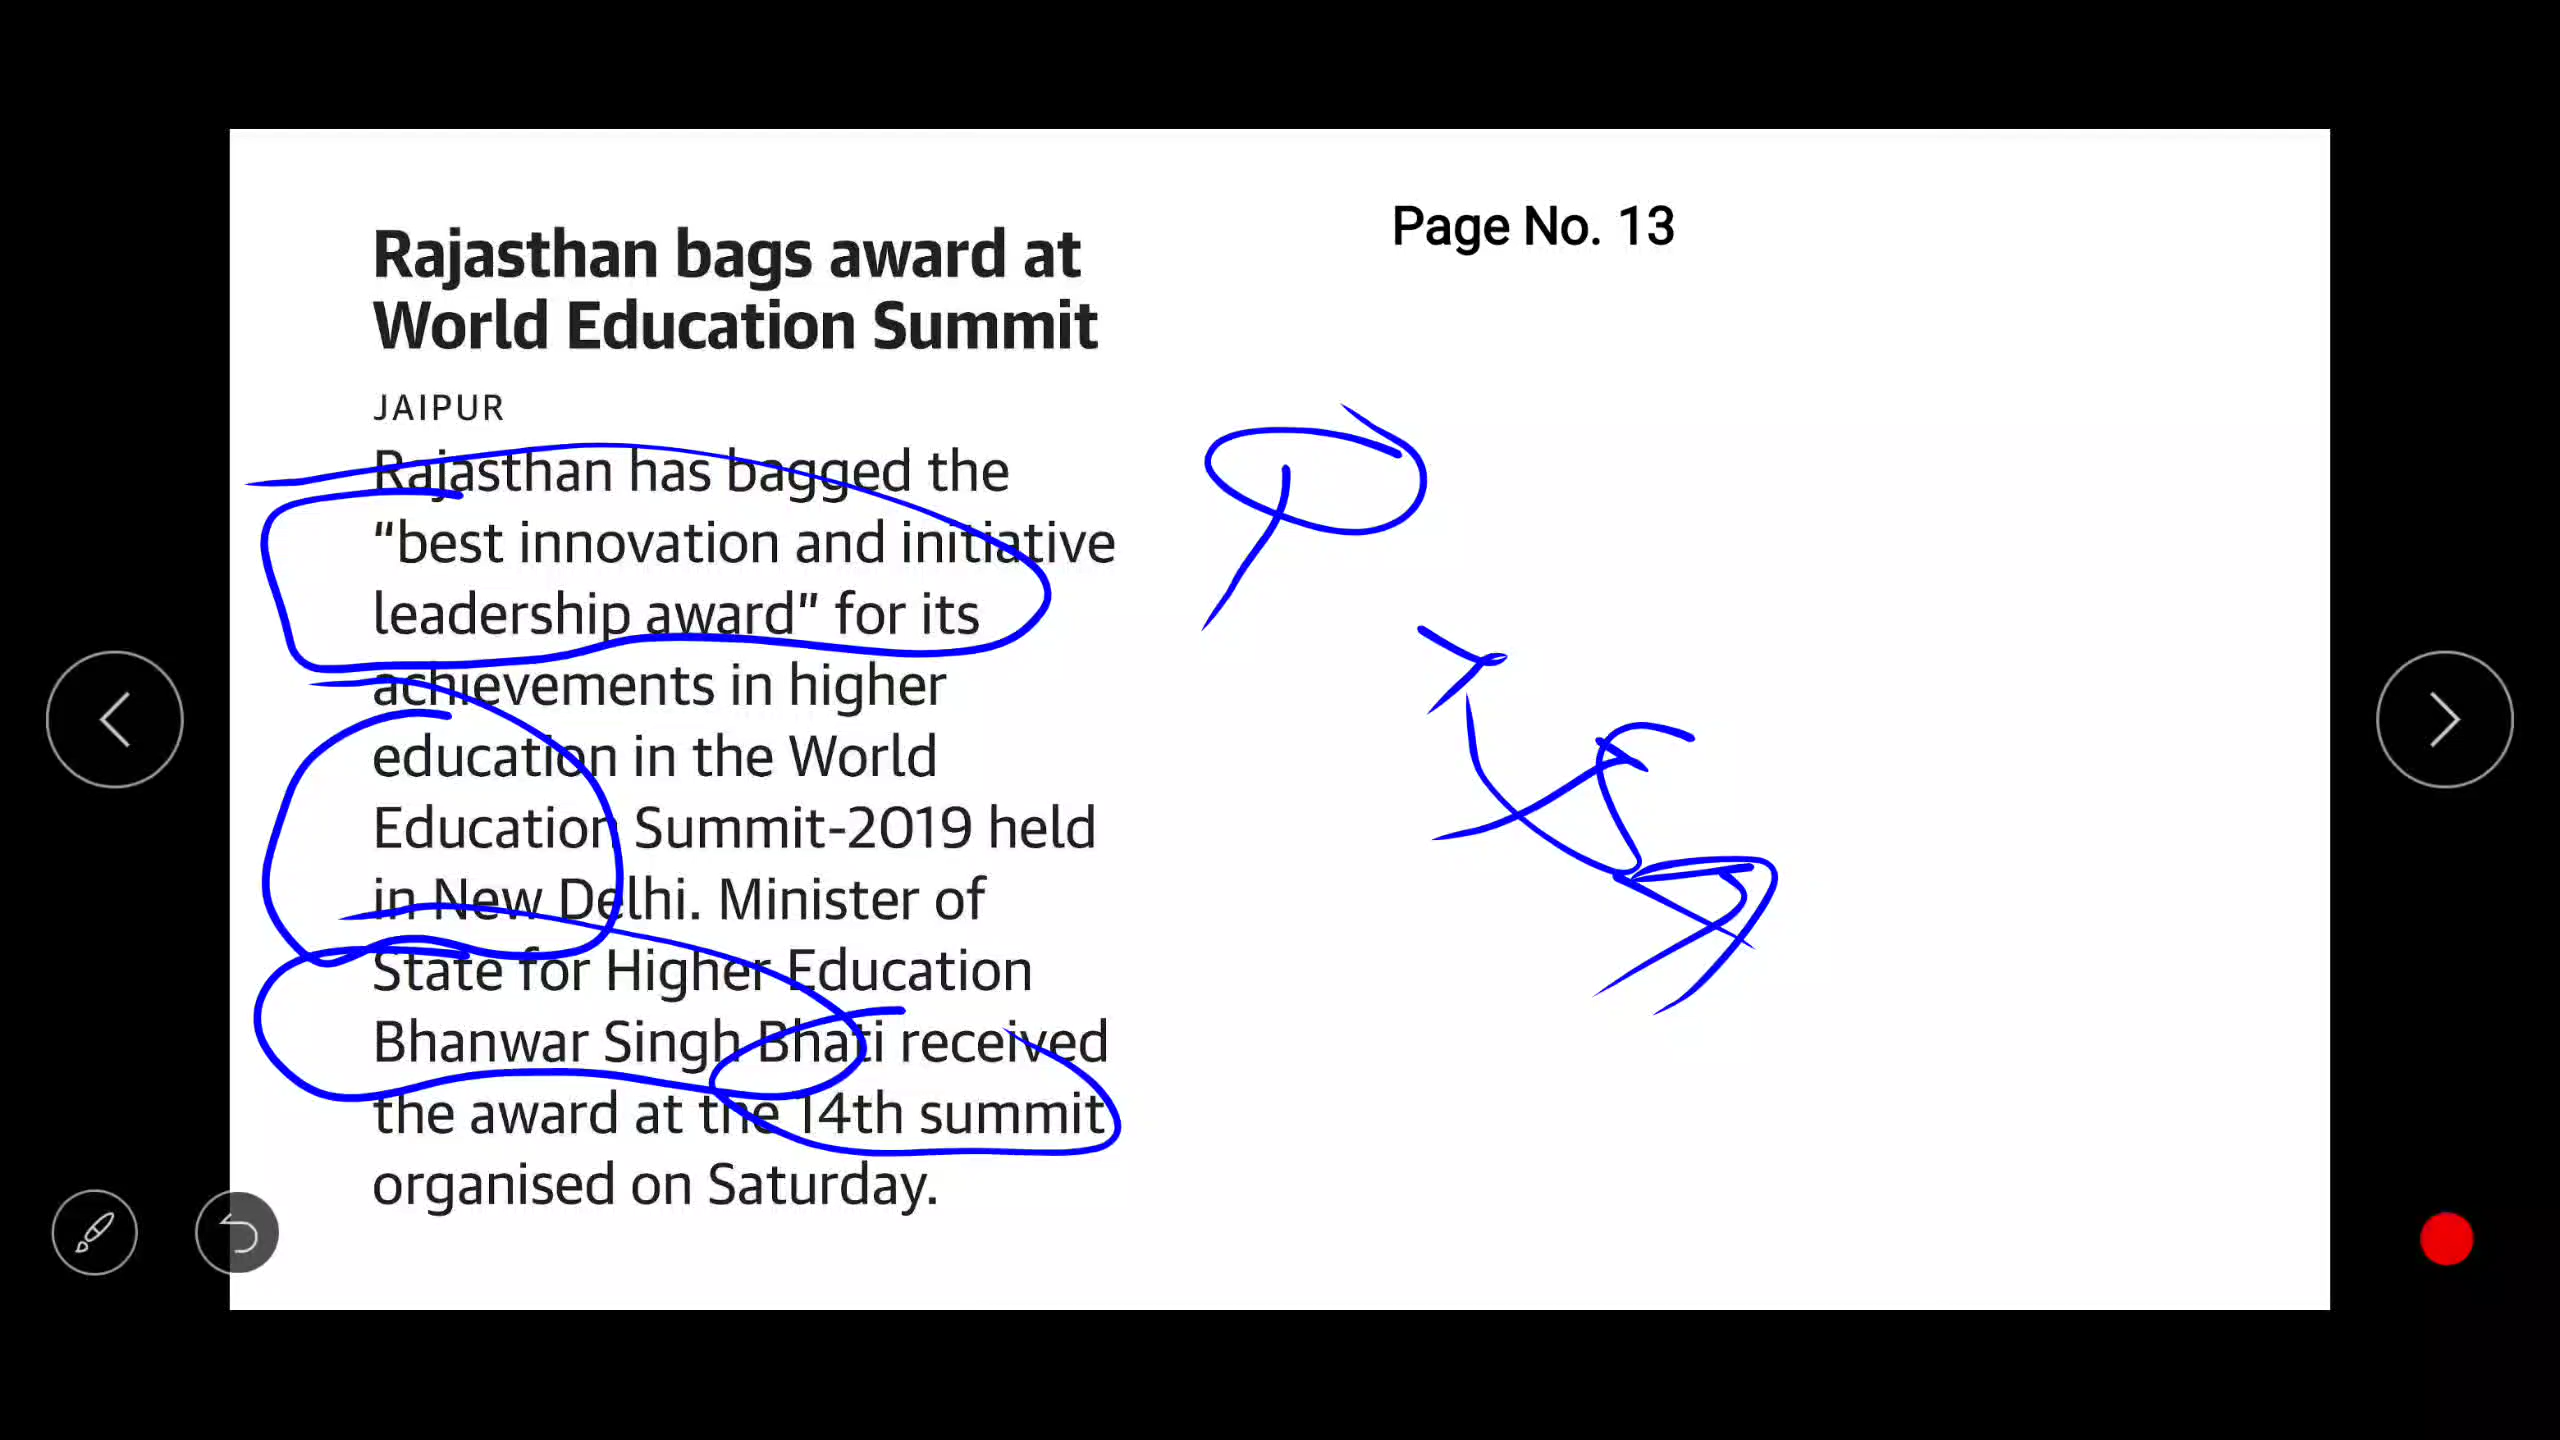 Rajasthan bags award at
World Education Summit
Page No. 13
JAIPUR
Rajasthan has bagged the
“best innovation and initiative
leadership award” for its
achievements in higher
education in the World
Education Summit-2019 held
in New Delhi. Minister of
State for Higher Education
Bhanwar Singh Bhati received
the award at the 14th summit
organised on Saturday.